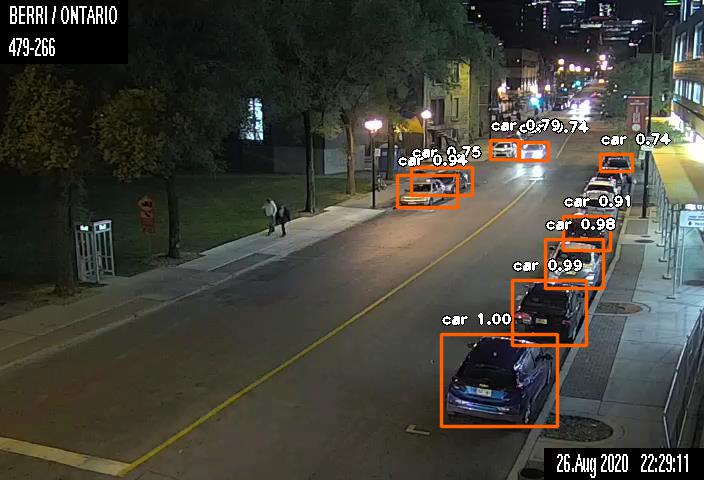 BERRI / ONTARIO
479-266
car 0.79
0.74
car 0.74
car 0.75
car 0.94
car 0.91
car 0.98
car 0.99
car 1.00
26.Aug 2020 22:29:11